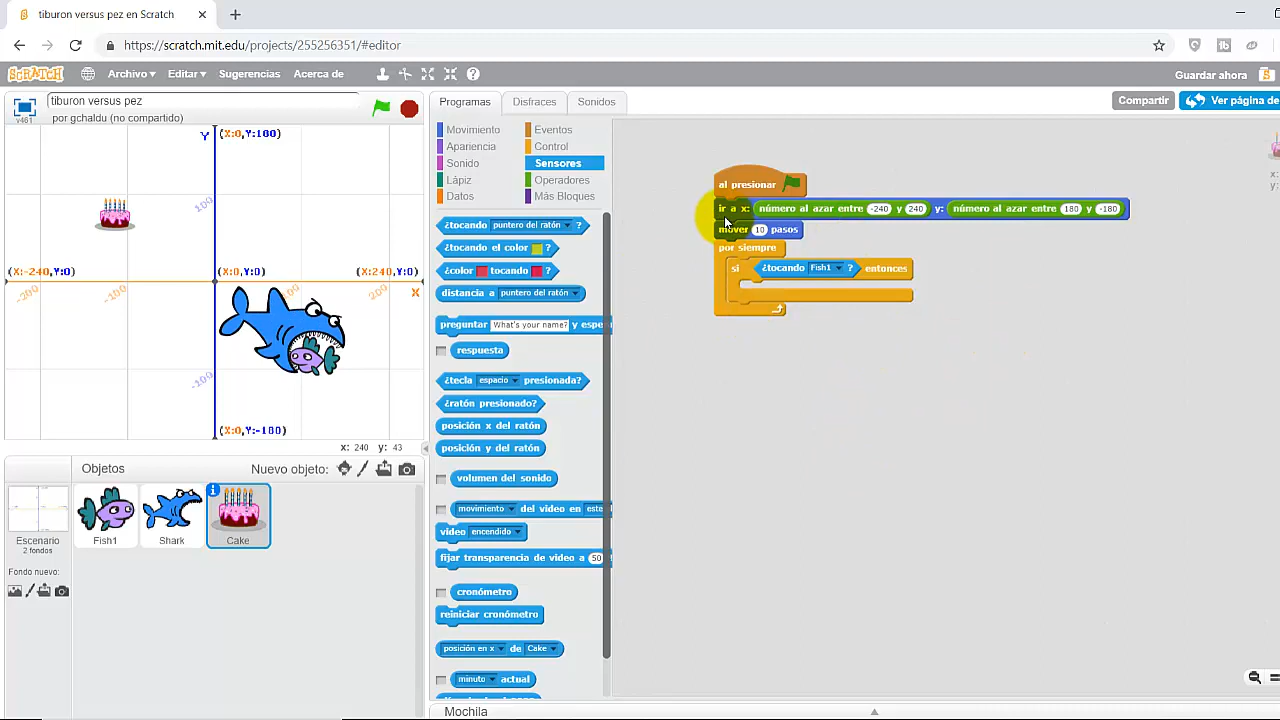 tiburon versus pez en Scratch
https://scratch.mit.edu/projects/255256351/#editor
SCRATCH
Archivo
Editar
Sugerencias
Acerca de
Guardar ahora
v461
tiburon versus pez
por gchaldu (no compartido)
Programas
Disfraces
Sonidos
Compartir
Ver página de
Y
(X:0,Y:180)
100
(X:-240,Y:0)
(X:0,Y:0)
(X:240,Y:0)
-200
-100
200
X
-100
(X:0,Y:-180)
x: 240 y: 43
Movimiento
Eventos
Apariencia
Control
Sonido
Sensores
Lápiz
Operadores
Datos
Más Bloques
¿tocando puntero del ratón ?
¿tocando el color ?
¿color tocando ?
distancia a puntero del ratón
preguntar What's your name? y espe
respuesta
¿tecla espacio presionada?
¿ratón presionado?
posición x del ratón
posición y del ratón
volumen del sonido
movimiento del video en este
video encendido
fijar transparencia de video a 50
cronómetro
reiniciar cronómetro
posición en x de Cake
minuto actual
al presionar
ir a x: número al azar entre -240 y 240 y: número al azar entre 180 y -180
mover 10 pasos
por siempre
si ¿tocando Fish1 ? entonces
x:
y:
Objetos
Nuevo objeto:
Escenario
2 fondos
Fondo nuevo:
Fish1
Shark
Cake
Mochila